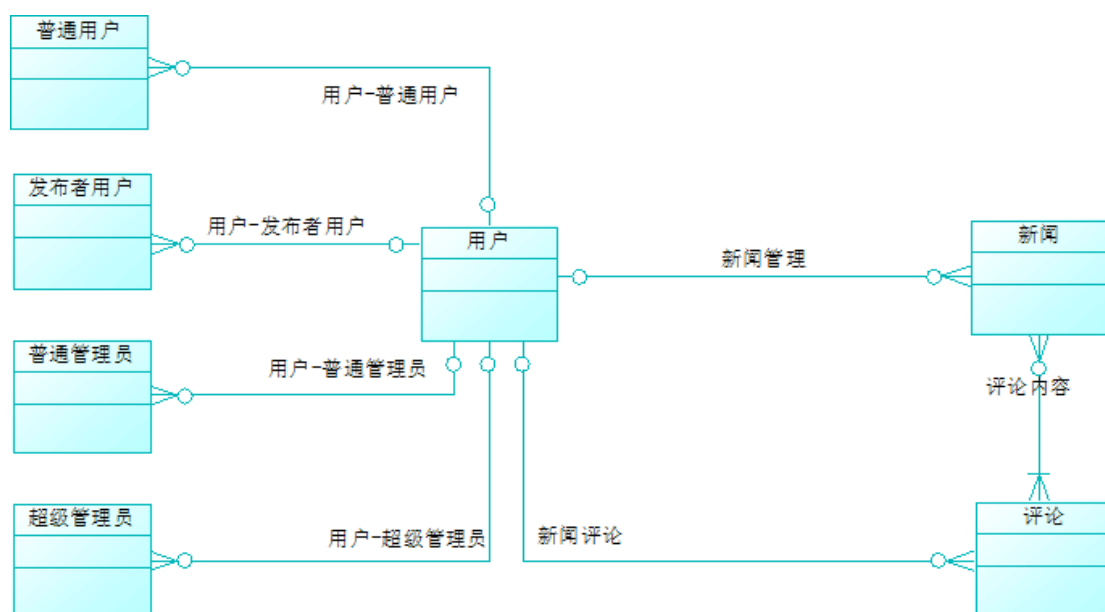 普通用户
用户-普通用户
发布者用户
用户-发布者用户
用户
新闻管理
新闻
普通管理员
用户-普通管理员
评论内容
超级管理员
用户-超级管理员
新闻评论
评论